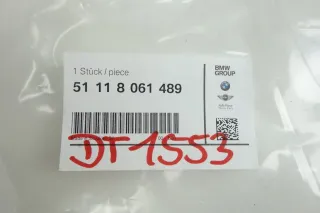 1 Stück / piece
51 11 8 061 489
BMW
GROUP
DT1553